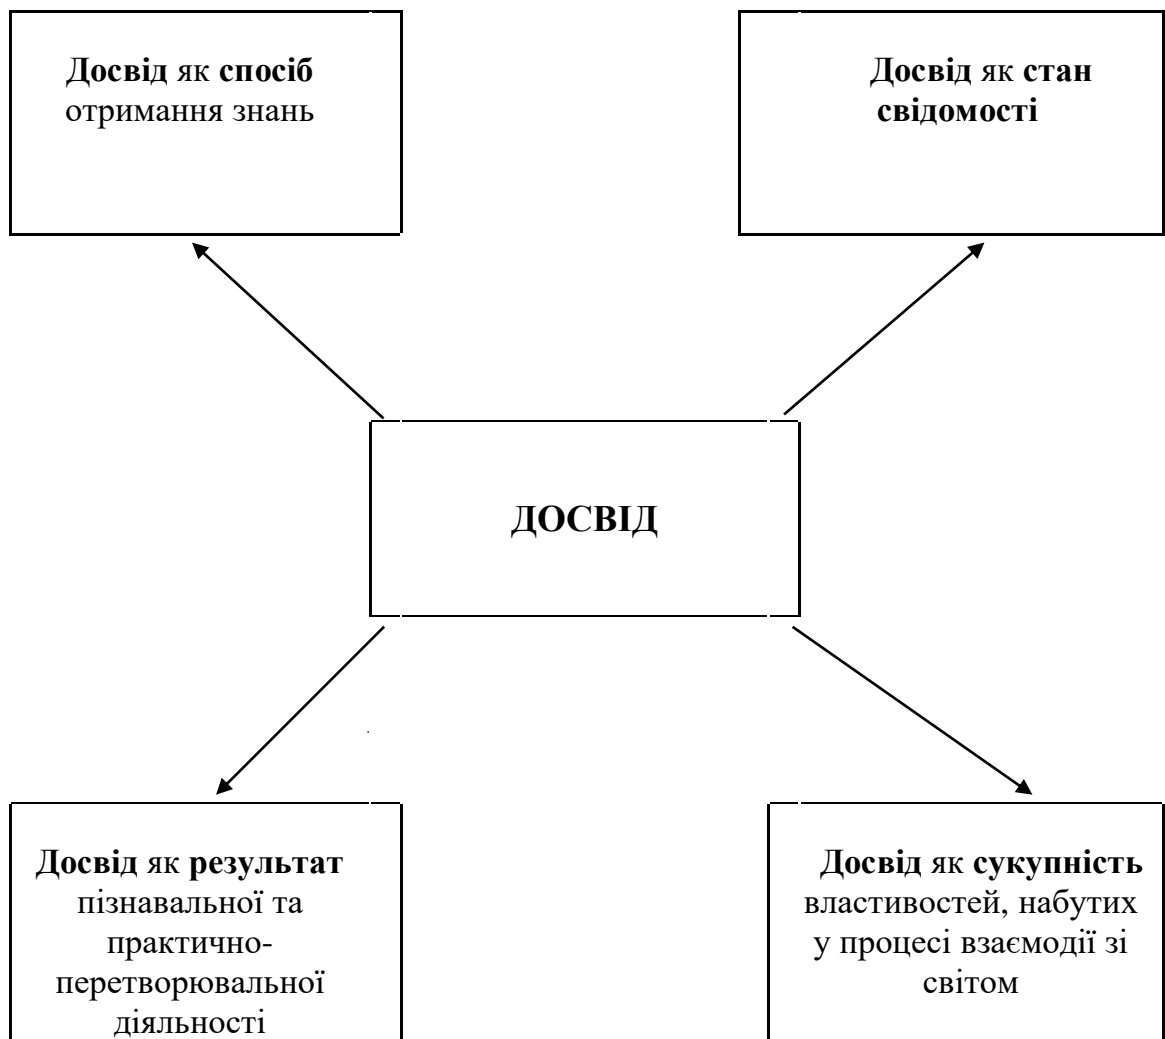 Досвід як спосіб
отримання знань
Досвід як стан
свідомості
ДОСВІД
Досвід як результат
пізнавальної та
практично-
перетворювальної
діяльності
Досвід як сукупність
властивостей, набутих
у процесі взаємодії зі
світом